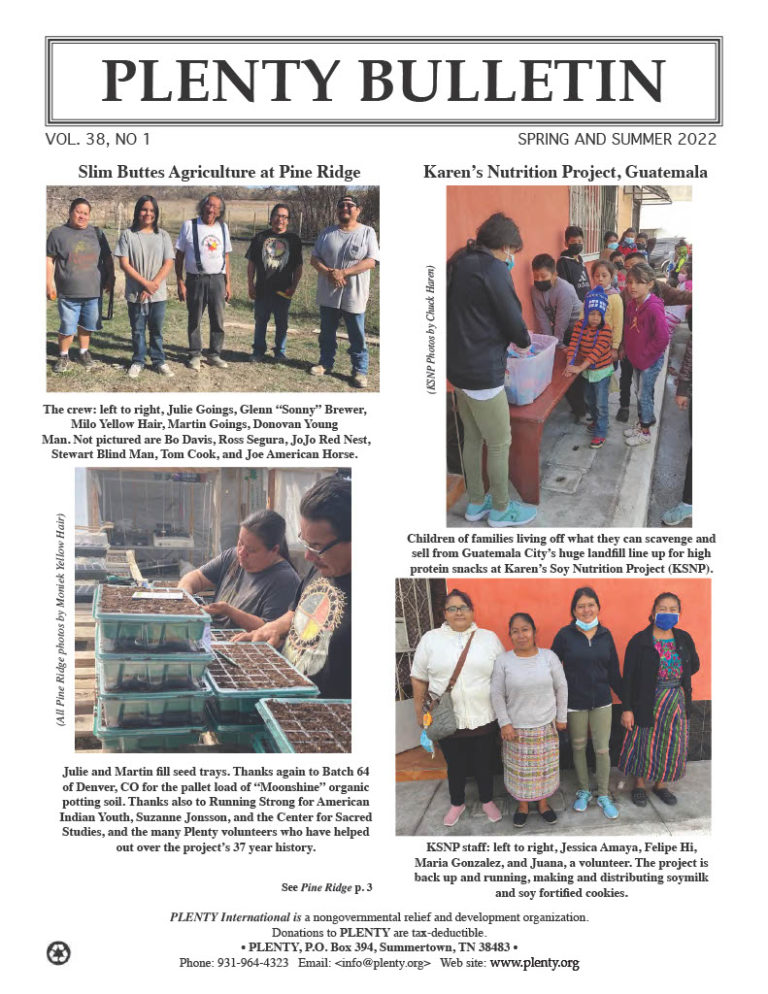 PLENTY BULLETIN
VOL. 38, NO 1
SPRING AND SUMMER 2022
Slim Buttes Agriculture at Pine Ridge
The crew: left to right, Julie Goings, Glenn “Sonny” Brewer,
Milo Yellow Hair, Martin Goings, Donovan Young
Man. Not pictured are Bo Davis, Ross Segura, JoJo Red Nest,
Stewart Blind Man, Tom Cook, and Joe American Horse.
(All Pine Ridge photos by Moniek Yellow Hair)
Julie and Martin fill seed trays. Thanks again to Batch 64
of Denver, CO for the pallet load of “Moonshine” organic
potting soil. Thanks also to Running Strong for American
Indian Youth, Suzanne Jonsson, and the Center for Sacred
Studies, and the many Plenty volunteers who have helped
out over the project’s 37 year history.
See Pine Ridge p. 3
Karen’s Nutrition Project, Guatemala
(KSNP Photos by Chuck Haren)
Children of families living off what they can scavenge and
sell from Guatemala City’s huge landfill line up for high
protein snacks at Karen’s Soy Nutrition Project (KSNP).
KSNP staff: left to right, Jessica Amaya, Felipe Hi,
Maria Gonzalez, and Juana, a volunteer. The project is
back up and running, making and distributing soymilk
and soy fortified cookies.
PLENTY International is a nongovernmental relief and development organization.
Donations to PLENTY are tax-deductible.
• PLENTY, P.O. Box 394, Summertown, TN 38483 •
Phone: 931-964-4323 Email: <info@plenty.org> Web site: www.plenty.org